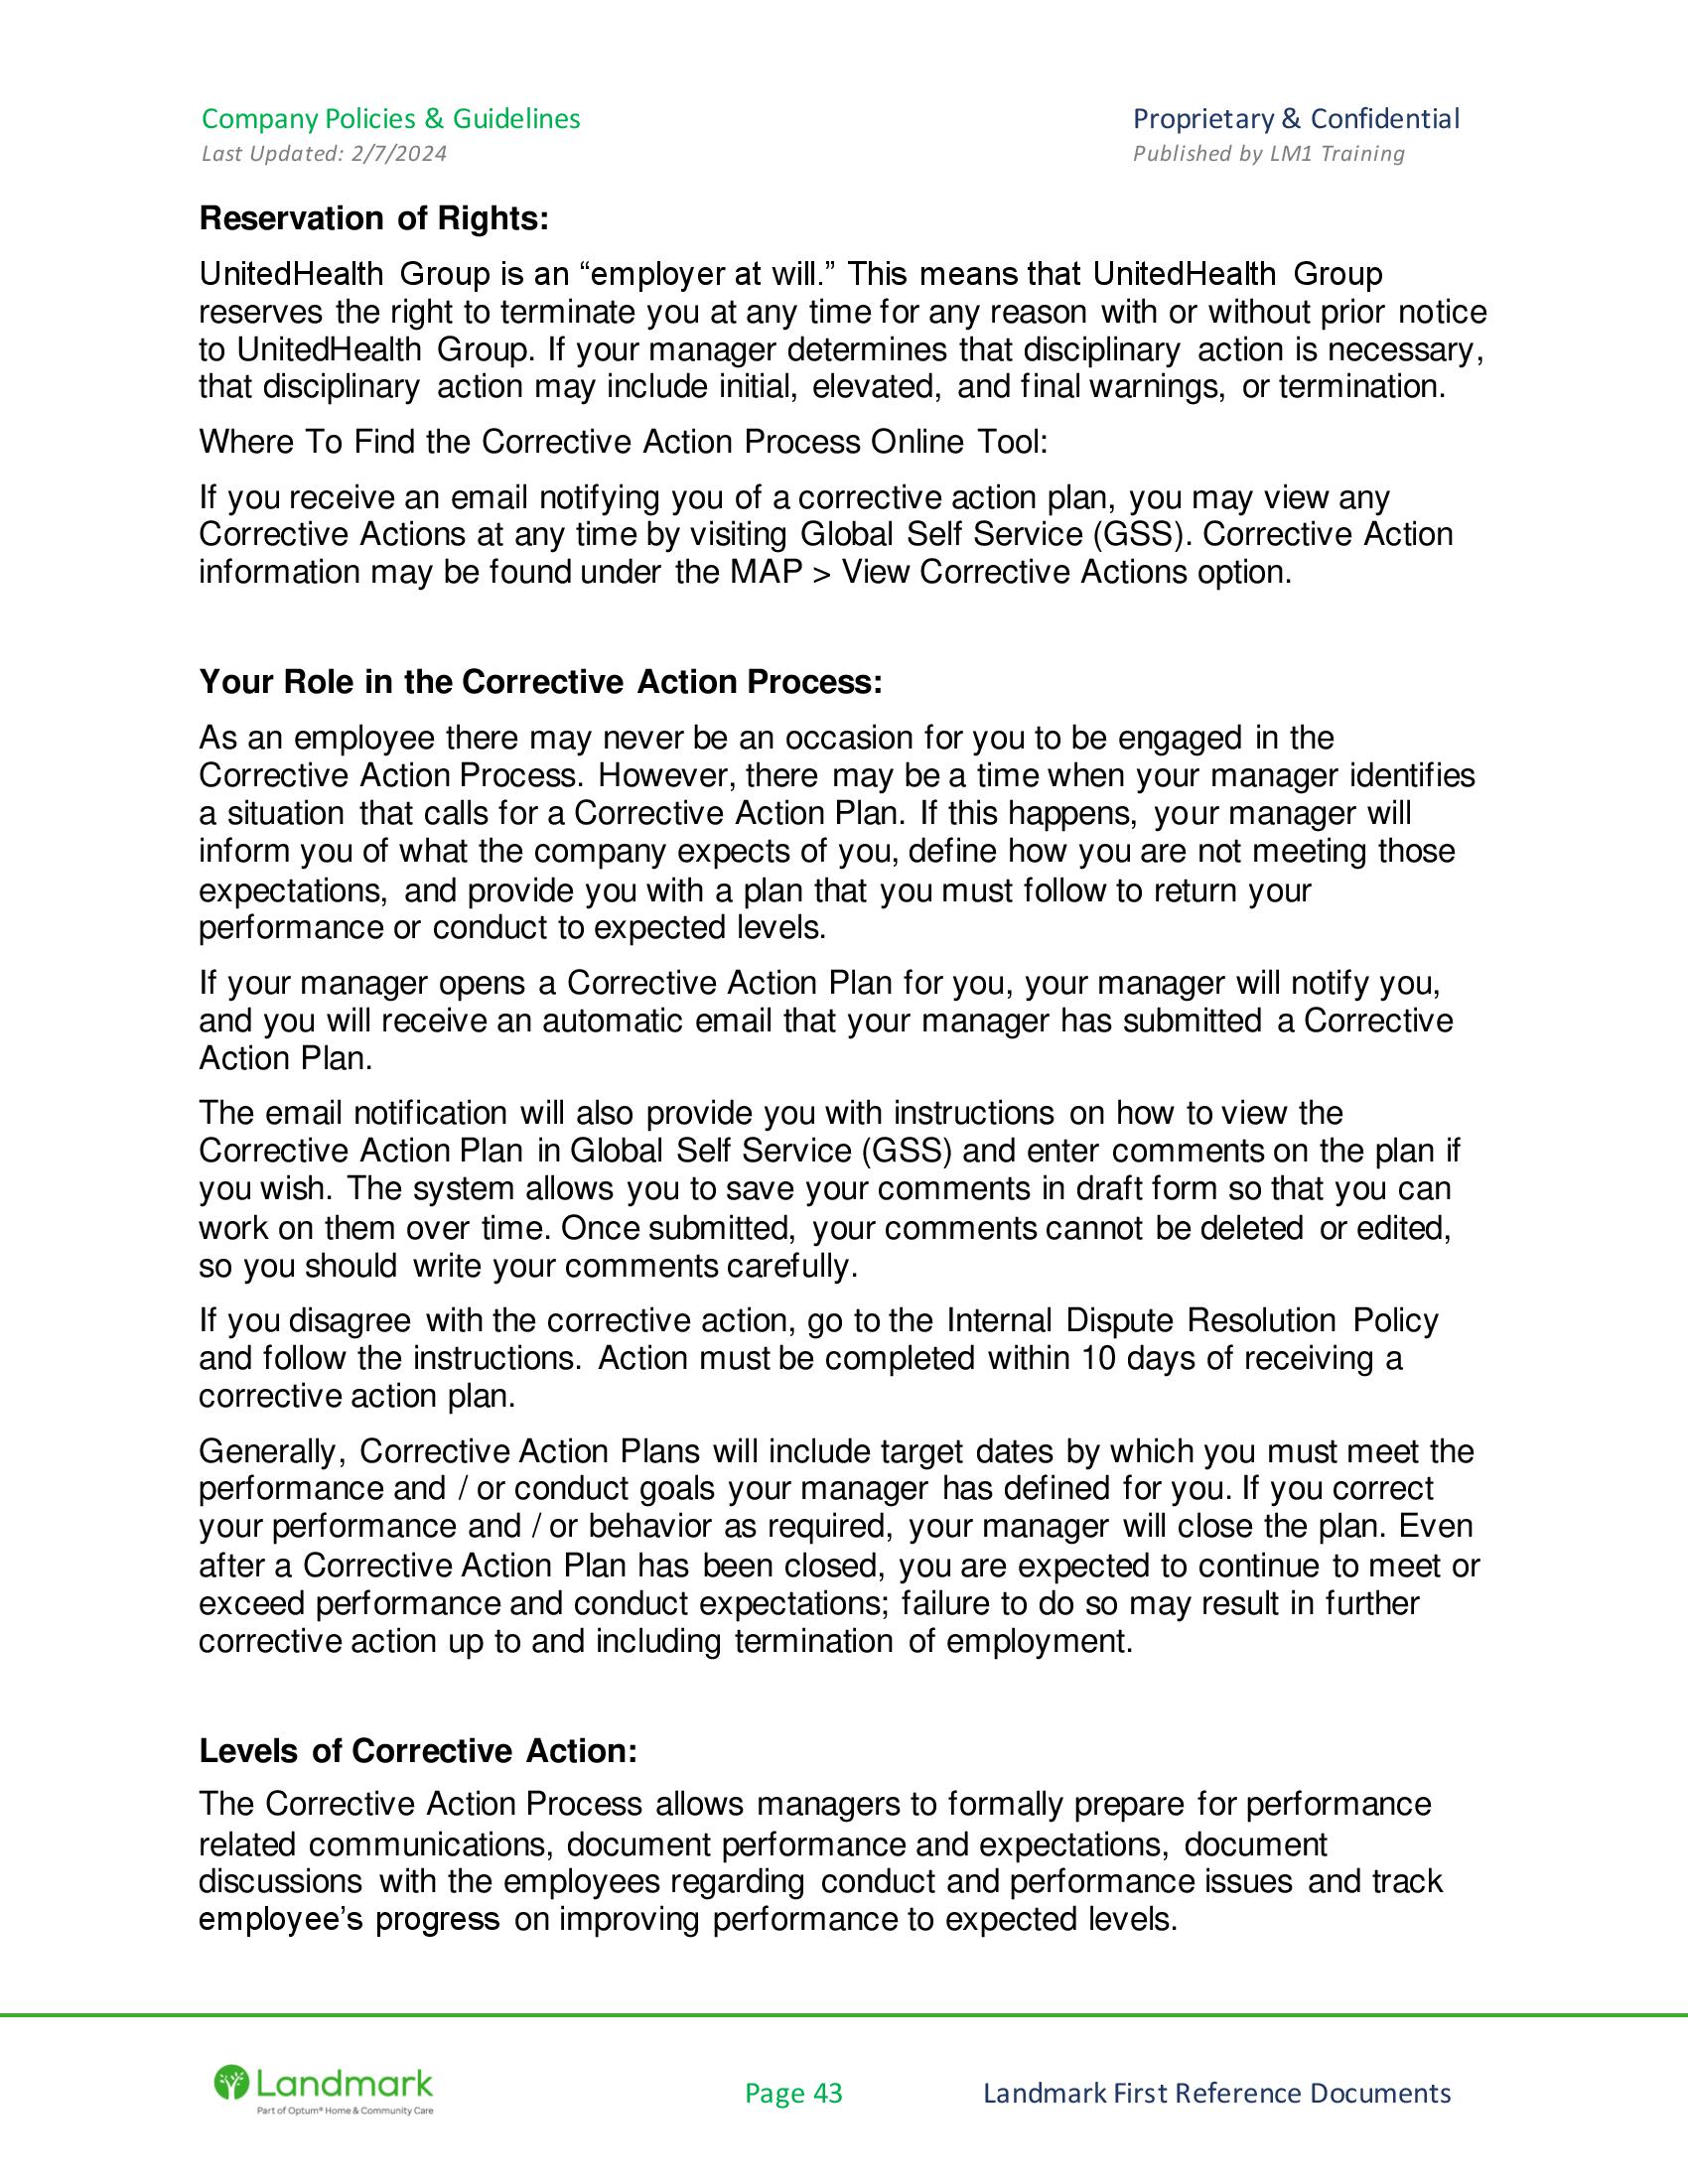 Company Policies & Guidelines
Proprietary & Confidential
Last Updated: 2/7/2024
Published by LM1 Training
Reservation of Rights:
UnitedHealth Group is an “employer at will.” This means that UnitedHealth Group
reserves the right to terminate you at any time for any reason with or without prior notice
to UnitedHealth Group. If your manager determines that disciplinary action is necessary,
that disciplinary action may include initial, elevated, and final warnings, or termination.
Where To Find the Corrective Action Process Online Tool:
If you receive an email notifying you of a corrective action plan, you may view any
Corrective Actions at any time by visiting Global Self Service (GSS). Corrective Action
information may be found under the MAP > View Corrective Actions option.
Your Role in the Corrective Action Process:
As an employee there may never be an occasion for you to be engaged in the
Corrective Action Process. However, there may be a time when your manager identifies
a situation that calls for a Corrective Action Plan. If this happens, your manager will
inform you of what the company expects of you, define how you are not meeting those
expectations, and provide you with a plan that you must follow to return your
performance or conduct to expected levels.
If your manager opens a Corrective Action Plan for you, your manager will notify you,
and you will receive an automatic email that your manager has submitted a Corrective
Action Plan.
The email notification will also provide you with instructions on how to view the
Corrective Action Plan in Global Self Service (GSS) and enter comments on the plan if
you wish. The system allows you to save your comments in draft form so that you can
work on them over time. Once submitted, your comments cannot be deleted or edited,
so you should write your comments carefully.
If you disagree with the corrective action, go to the Internal Dispute Resolution Policy
and follow the instructions. Action must be completed within 10 days of receiving a
corrective action plan.
Generally, Corrective Action Plans will include target dates by which you must meet the
performance and / or conduct goals your manager has defined for you. If you correct
your performance and / or behavior as required, your manager will close the plan. Even
after a Corrective Action Plan has been closed, you are expected to continue to meet or
exceed performance and conduct expectations; failure to do so may result in further
corrective action up to and including termination of employment.
Levels of Corrective Action:
The Corrective Action Process allows managers to formally prepare for performance
related communications, document performance and expectations, document
discussions with the employees regarding conduct and performance issues and track
employee’s progress on improving performance to expected levels.
Landmark
Part of Optum® Home & Community Care
Page 43
Landmark First Reference Documents